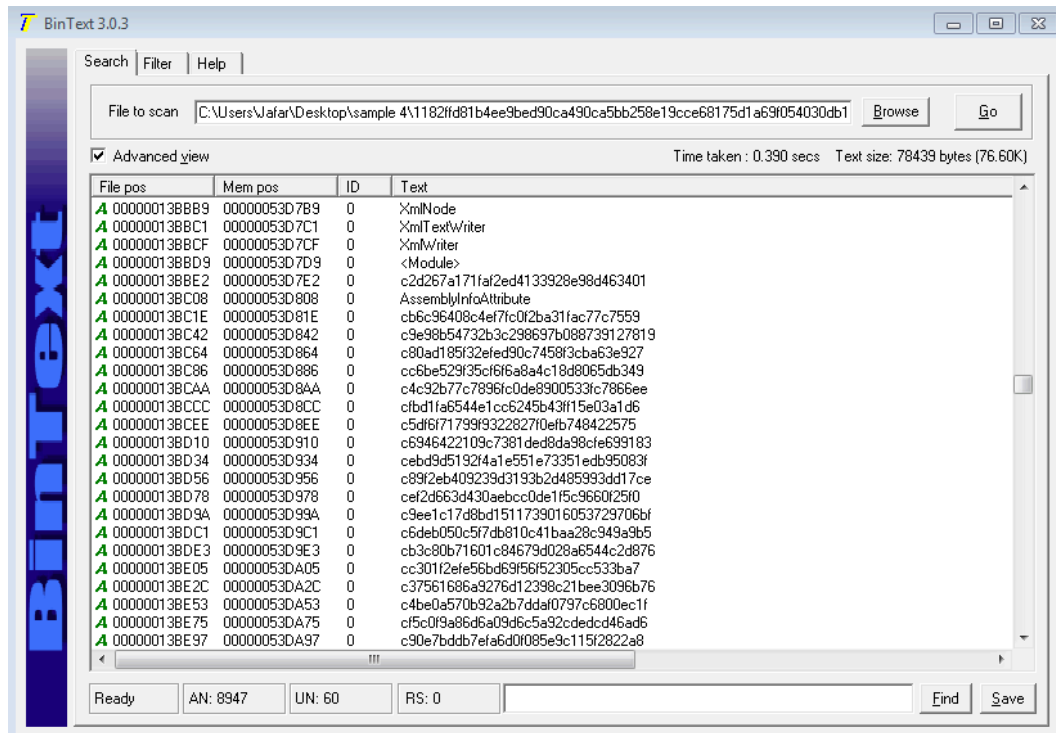 BinText 3.0.3
Search Filter Help
File to scan C:\Users\Jafar\Desktop\sample 4\1182ffd81b4ee9bed90ca490ca5bb258e19cce68175d1a69f054030db1 Browse Go
Advanced view Time taken : 0.390 secs Text size: 78439 bytes (76.60K)
File pos Mem pos ID Text
A 00000013BBB9 00000053D7B9 0 XmlNode
A 00000013BBC1 00000053D7C1 0 XmlTextWriter
A 00000013BBCF 00000053D7CF 0 XmlWriter
A 00000013BBD9 00000053D7D9 0 <Module>
A 00000013BBE2 00000053D7E2 0 c2d267a171faf2ed4133928e98d463401
A 00000013BC08 00000053D808 0 AssemblyInfoAttribute
A 00000013BC1E 00000053D81E 0 cb6c96408c4ef7fc0f2ba31fac77c7559
A 00000013BC42 00000053D842 0 c9e98b54732b3c298697b088739127819
A 00000013BC64 00000053D864 0 c80ad185f32efed90c7458f3cba63e927
A 00000013BC86 00000053D886 0 cc6be529f35cf6f6a8a4c18d8065db349
A 00000013BCAA 00000053D8AA 0 c4c92b77c7896fc0de8900533fc7866ee
A 00000013BCCC 00000053D8CC 0 cfbd1fa6544e1cc6245b43ff15e03a1d6
A 00000013BCEE 00000053D8EE 0 c5df6f71799f9322827f0efb748422575
A 00000013BD10 00000053D910 0 c6946422109c7381ded8da98cfe699183
A 00000013BD34 00000053D934 0 cebd9d5192f4a1e551e73351edb95083f
A 00000013BD56 00000053D956 0 c89f2eb409239d3193b2d485993dd17ce
A 00000013BD78 00000053D978 0 cef2d663d430aebcc0de1f5c9660f25f0
A 00000013BD9A 00000053D99A 0 c9ee1c17d8bd1511739016053729706bf
A 00000013BDC1 00000053D9C1 0 c6deb050c5f7db810c41baa28c949a9b5
A 00000013BDE3 00000053D9E3 0 cb3c80b71601c84679d028a6544c2d876
A 00000013BE05 00000053DA05 0 cc301f2efe56bd69f56f52305cc533ba7
A 00000013BE2C 00000053DA2C 0 c37561686a9276d12398c21bee3096b76
A 00000013BE53 00000053DA53 0 c4be0a570b92a2b7ddaf0797c6800ec1f
A 00000013BE75 00000053DA75 0 cf5c0f9a86d6a09d6c5a92cdedcd46ad6
A 00000013BE97 00000053DA97 0 c90e7bddb7efa6d0f085e9c115f2822a8
Ready AN: 8947 UN: 60 RS: 0 Find Save
BinText